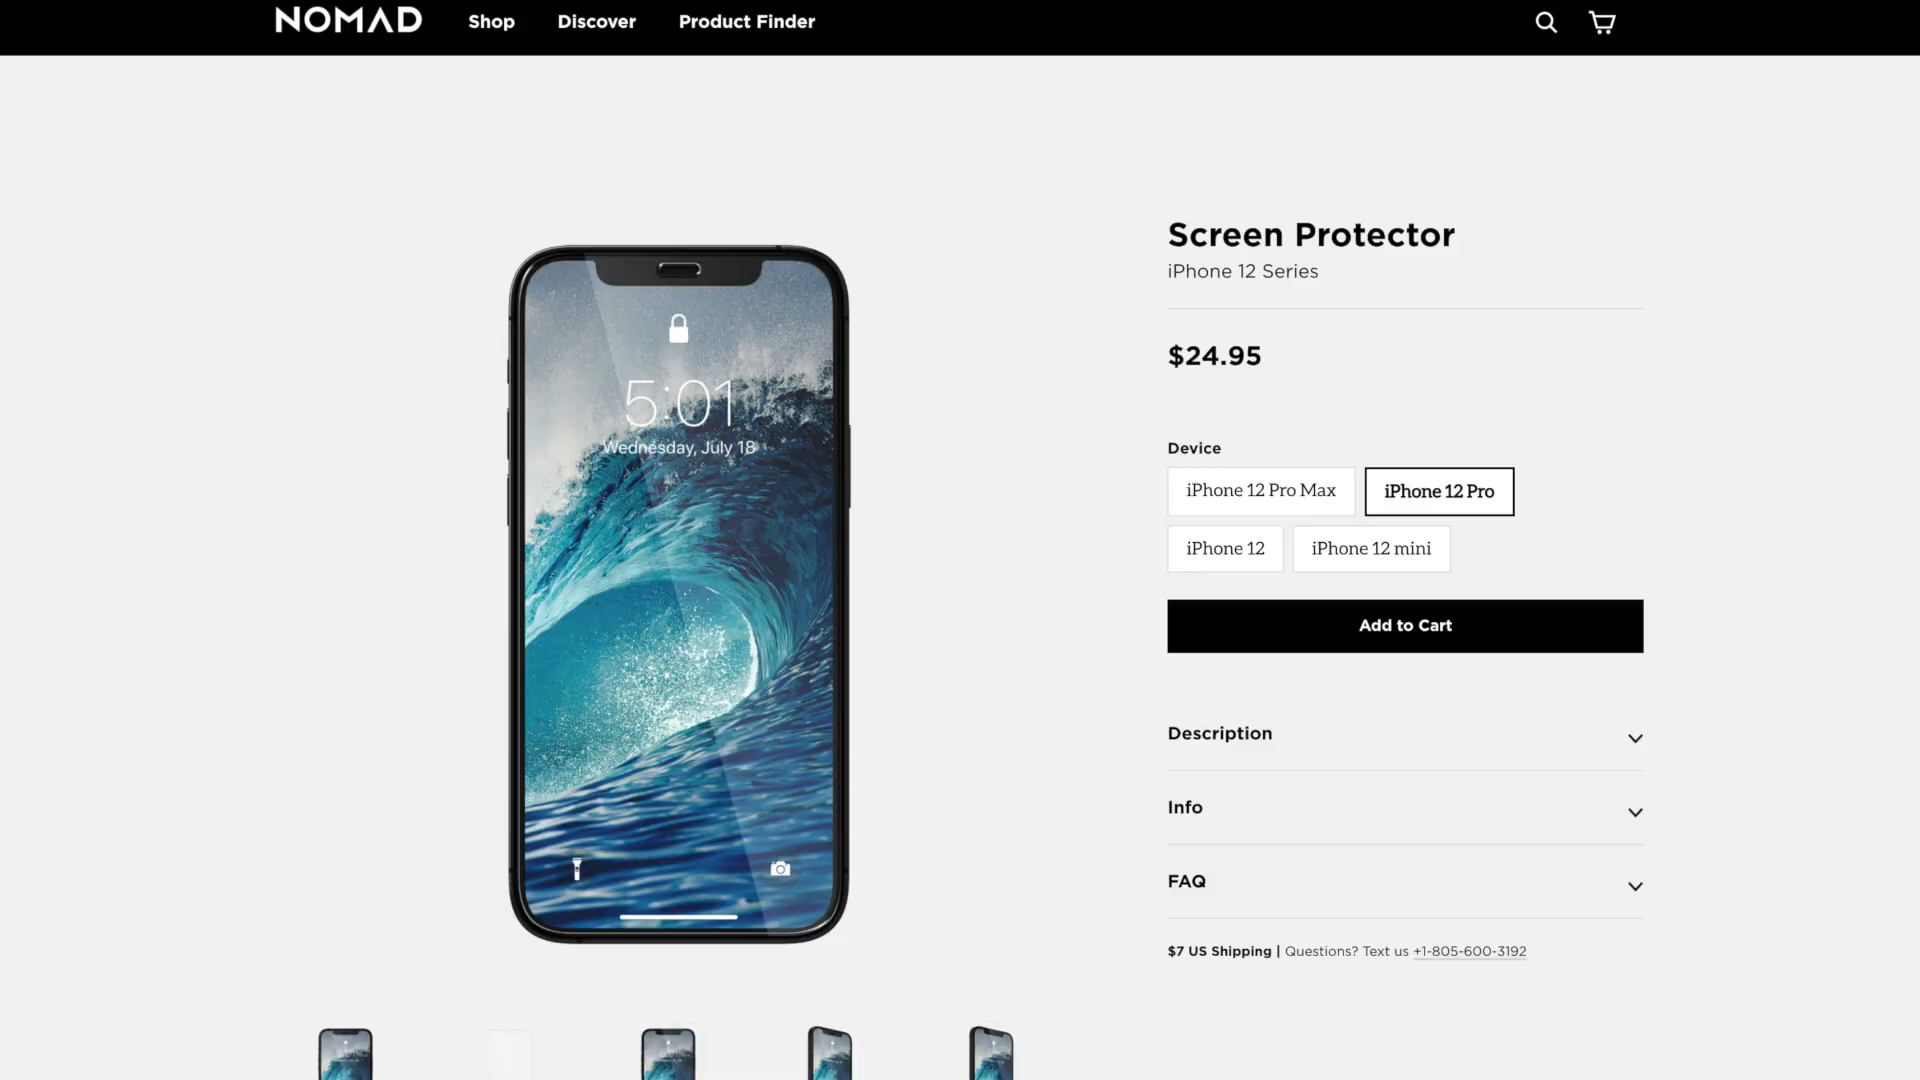 NOMAD Shop Discover Product Finder
Screen Protector
iPhone 12 Series
$24.95
5:01
Wednesday, July 18
Device
iPhone 12 Pro Max iPhone 12 Pro
iPhone 12 iPhone 12 mini
Add to Cart
Description
Info
FAQ
$7 US Shipping | Questions? Text us +1-805-600-3192